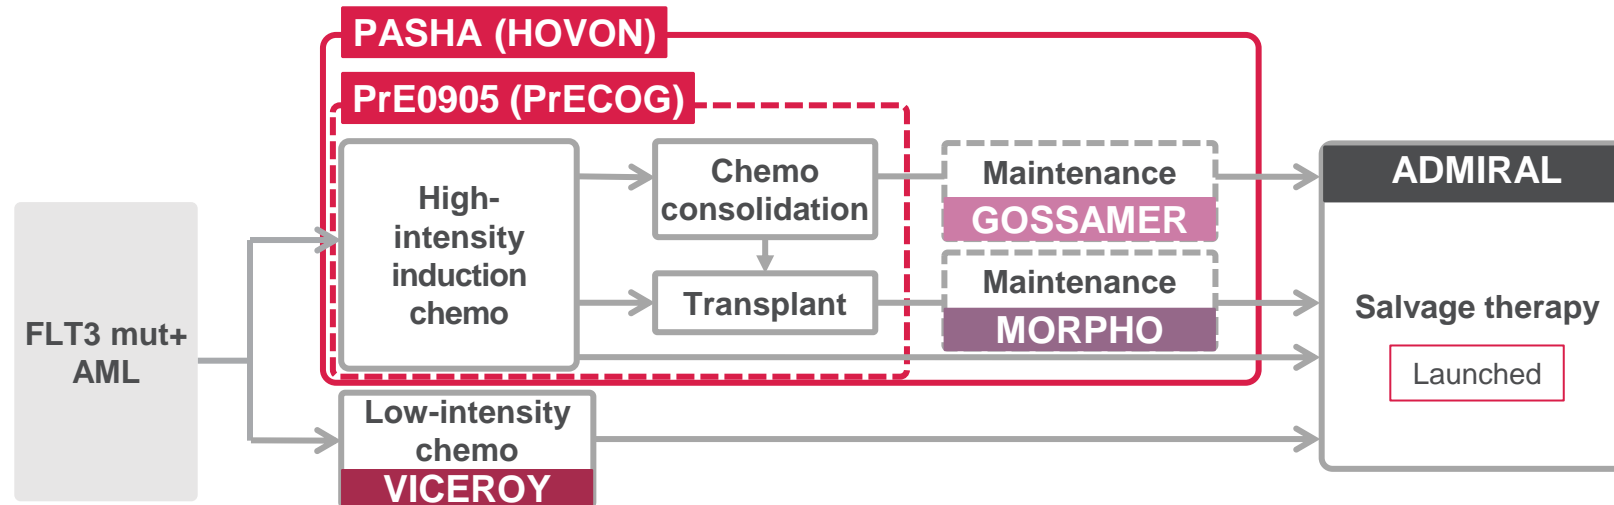 PASHA (HOVON)
PrE0905 (PrECOG)
FLT3 mut+
AML
High-
intensity
induction
chemo
Chemo
consolidation
Transplant
Maintenance
GOSSAMER
Maintenance
MORPHO
Low-intensity
chemo
VICEROY
ADMIRAL
Salvage therapy
Launched